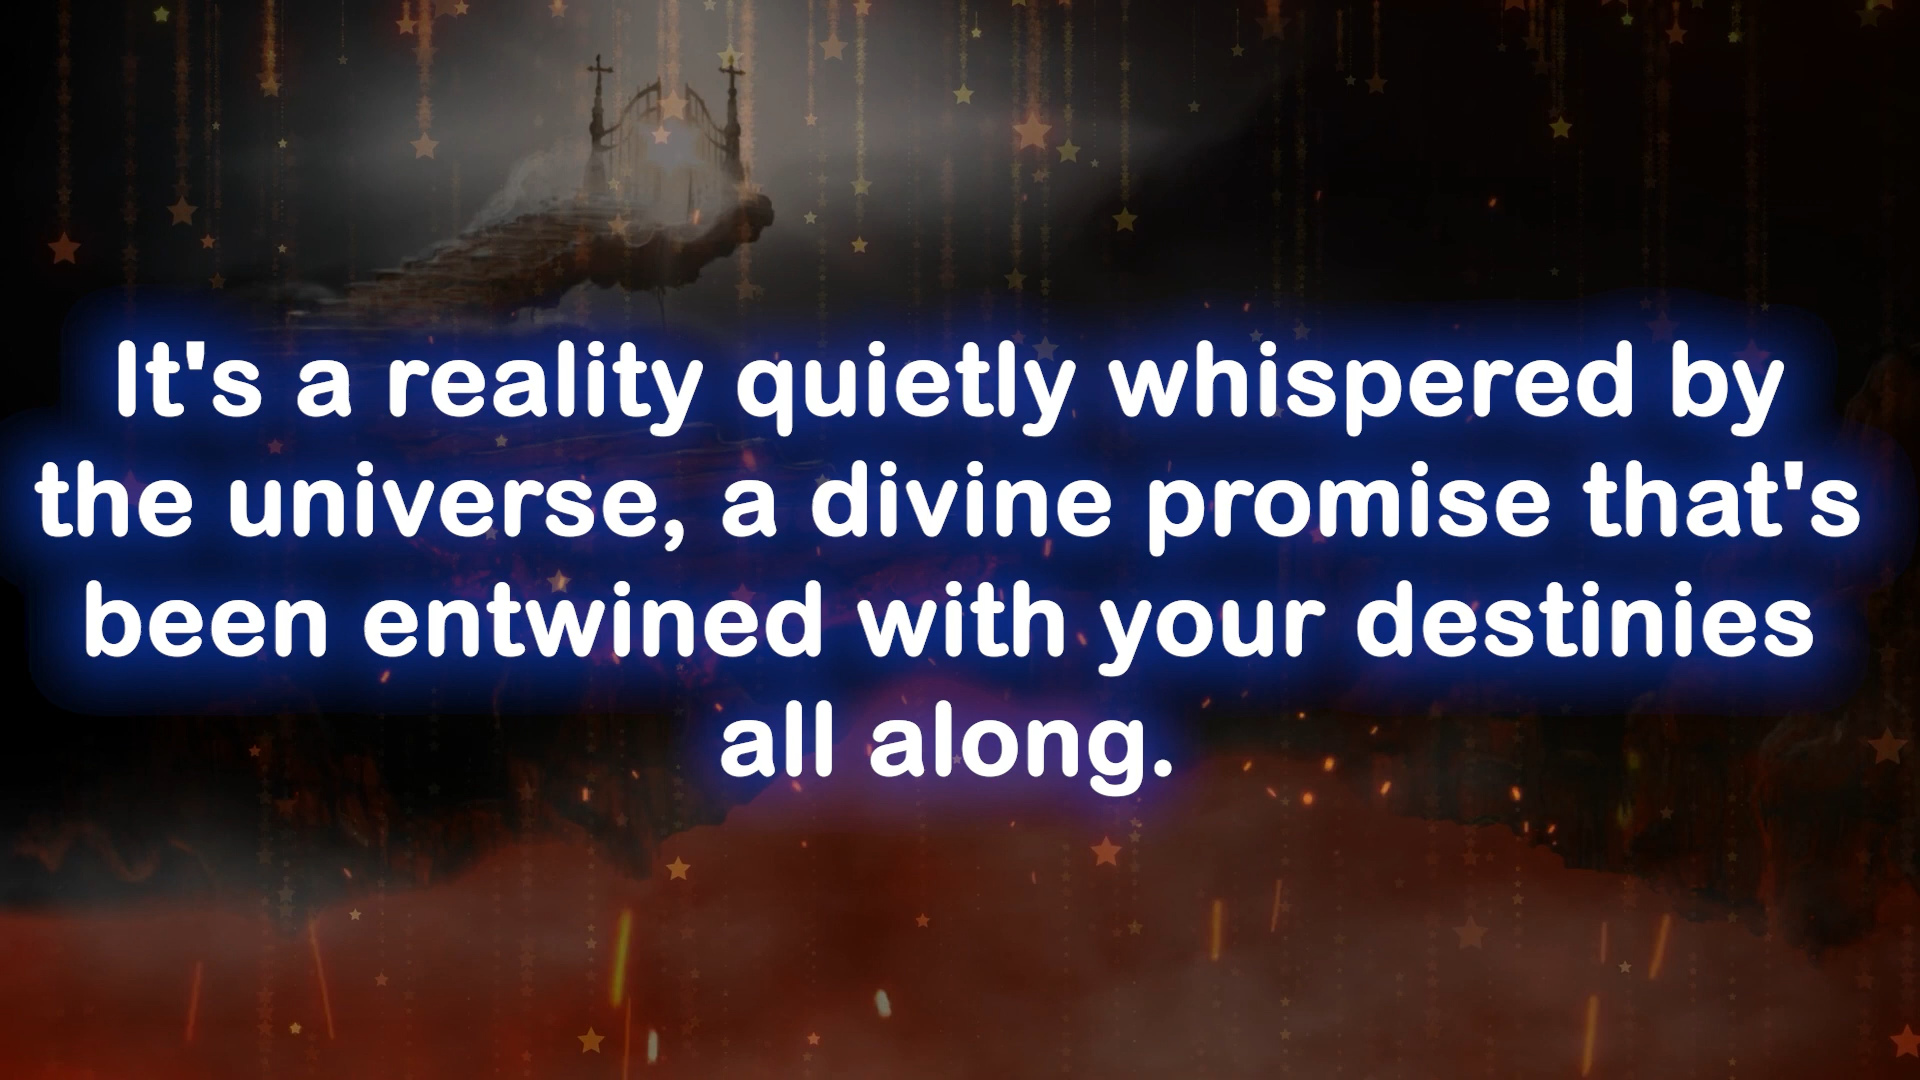 It's a reality quietly whispered by
the universe, a divine promise that's
been entwined with your destinies
all along.